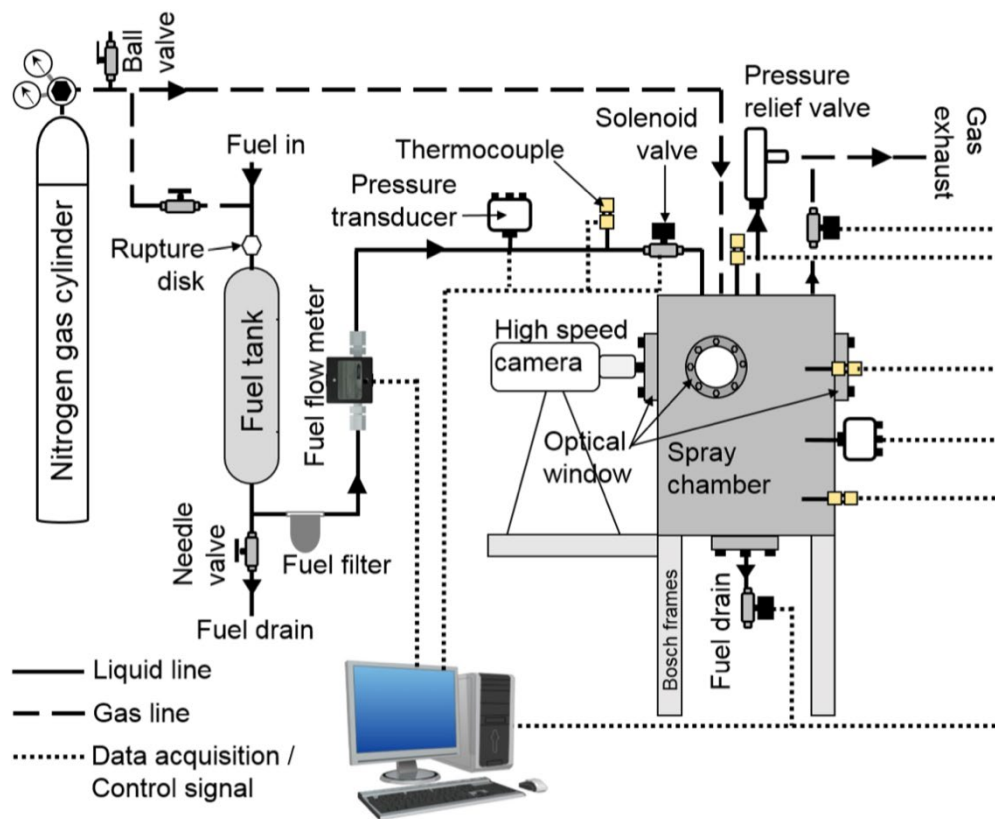 Ball
valve
Pressure
relief valve
Gas
exhaust
Solenoid
valve
Fuel in
Thermocouple
Pressure
transducer
Rupture
disk
Nitrogen gas cylinder
Fuel tank
Fuel flow meter
High speed
camera
Optical
window
Spray
chamber
Needle
valve
Fuel filter
Fuel drain
Bosch frames
Fuel drain
Liquid line
Gas line
Data acquisition /
Control signal